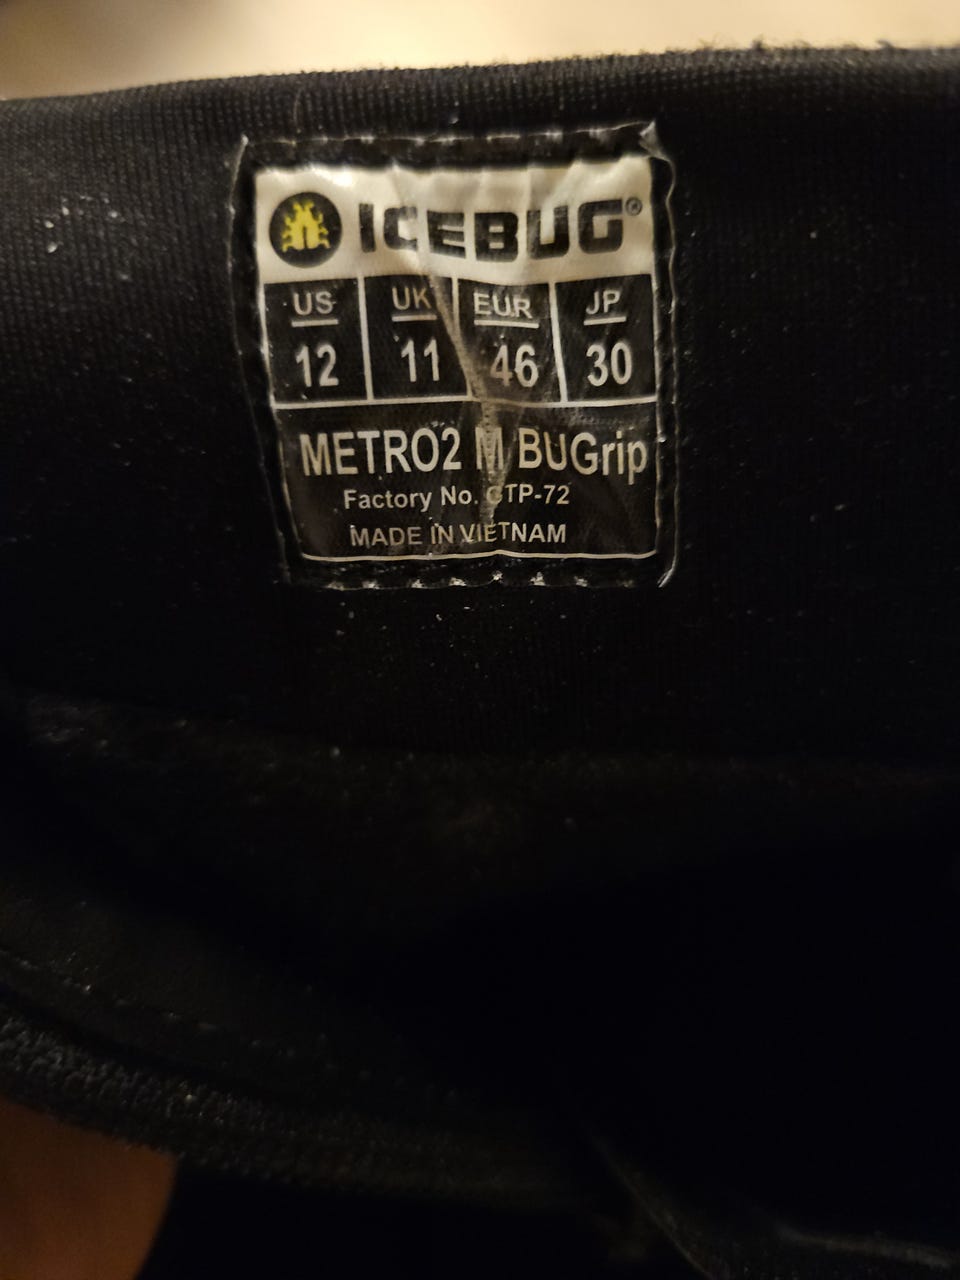 ICEBUG®
US UK EUR JP
12 11 46 30
METRO2 M BUGrip
Factory No. CTP-72
MADE IN VIETNAM